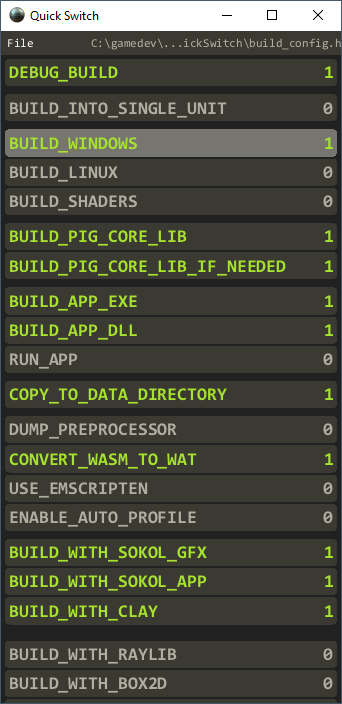 Quick Switch
File C:\gamedev\...ickSwitch\build_config.h
DEBUG_BUILD 1
BUILD_INTO_SINGLE_UNIT 0
BUILD_WINDOWS 1
BUILD_LINUX 0
BUILD_SHADERS 0
BUILD_PIG_CORE_LIB 1
BUILD_PIG_CORE_LIB_IF_NEEDED 1
BUILD_APP_EXE 1
BUILD_APP_DLL 1
RUN_APP 0
COPY_TO_DATA_DIRECTORY 1
DUMP_PREPROCESSOR 0
CONVERT_WASM_TO_WAT 1
USE_EMSCRIPTEN 0
ENABLE_AUTO_PROFILE 0
BUILD_WITH_SOKOL_GFX 1
BUILD_WITH_SOKOL_APP 1
BUILD_WITH_CLAY 1
BUILD_WITH_RAYLIB 0
BUILD_WITH_BOX2D 0